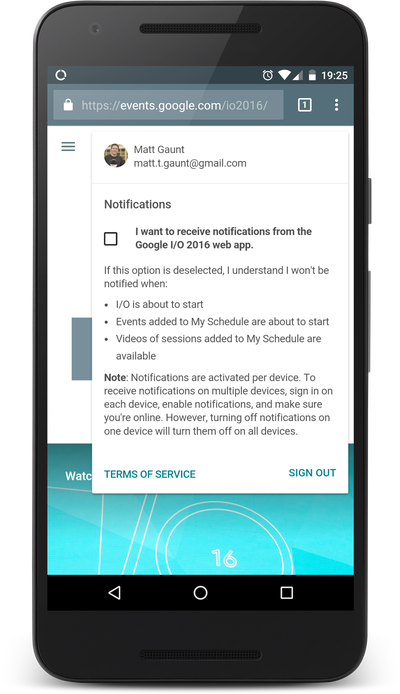 19:25
https://events.google.com/io2016/
1
Matt Gaunt
matt.t.gaunt@gmail.com
Notifications
I want to receive notifications from the
Google I/O 2016 web app.
If this option is deselected, I understand I won't be
notified when:
• I/O is about to start
• Events added to My Schedule are about to start
• Videos of sessions added to My Schedule are
available
Note: Notifications are activated per device. To
receive notifications on multiple devices, sign in on
each device, enable notifications, and make sure
you're online. However, turning off notifications on
one device will turn them off on all devices.
Watc
TERMS OF SERVICE
SIGN OUT
16